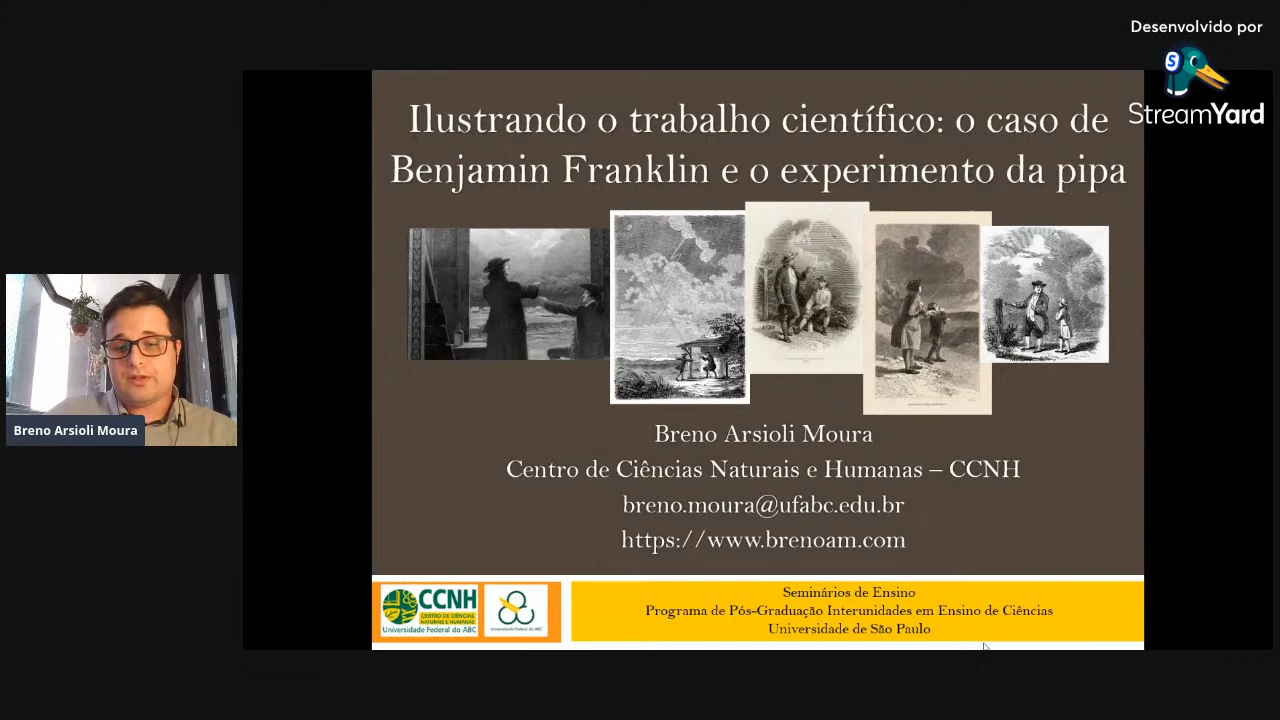 Desenvolvido por
StreamYard
Ilustrando o trabalho científico: o caso de
Benjamin Franklin e o experimento da pipa
Breno Arsioli Moura
Breno Arsioli Moura
Centro de Ciências Naturais e Humanas – CCNH
breno.moura@ufabc.edu.br
https://www.brenoam.com
CCNH
CENTRO DE CIÊNCIAS
NATURAIS E HUMANAS
Universidade Federal do ABC
Universidade Federal do ABC
Seminários de Ensino
Programa de Pós-Graduação Interunidades em Ensino de Ciências
Universidade de São Paulo